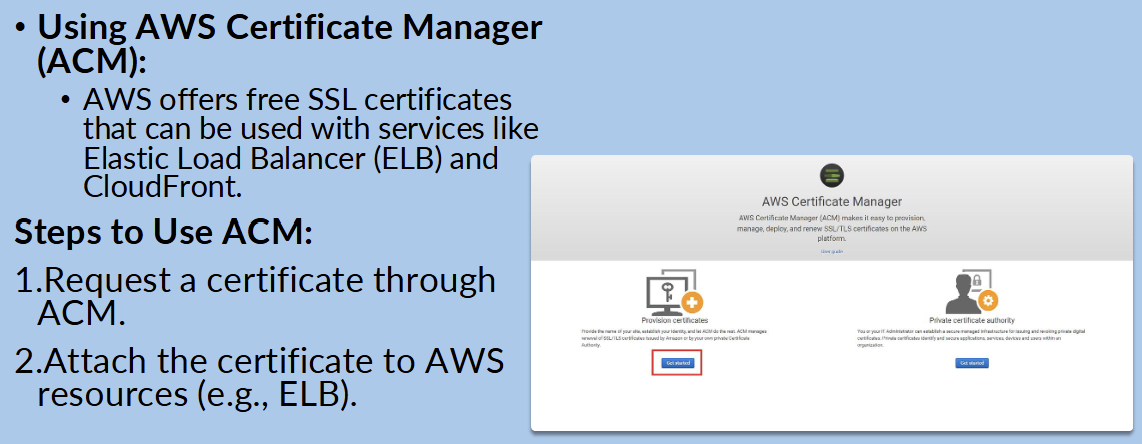 • Using AWS Certificate Manager
(ACM):
• AWS offers free SSL certificates
that can be used with services like
Elastic Load Balancer (ELB) and
CloudFront.
Steps to Use ACM:
1.Request a certificate through
ACM.
2.Attach the certificate to AWS
resources (e.g., ELB).
AWS Certificate Manager
AWS Certificate Manager (ACM) makes it easy to provision,
manage, deploy, and renew SSL/TLS certificates on the AWS
platform.
User guide
Provision certificates
Provide the name of your site, establish your identity, and let ACM do the rest. ACM manages
renewal of SSL/TLS certificates issued by Amazon or by your own private Certificate
Authority.
Get started
Private certificate authority
You or your IT Administrator can establish a secure managed infrastructure for issuing and revoking private digital
certificates. Private certificates identify and secure applications, services, devices and users within an
organization.
Get started